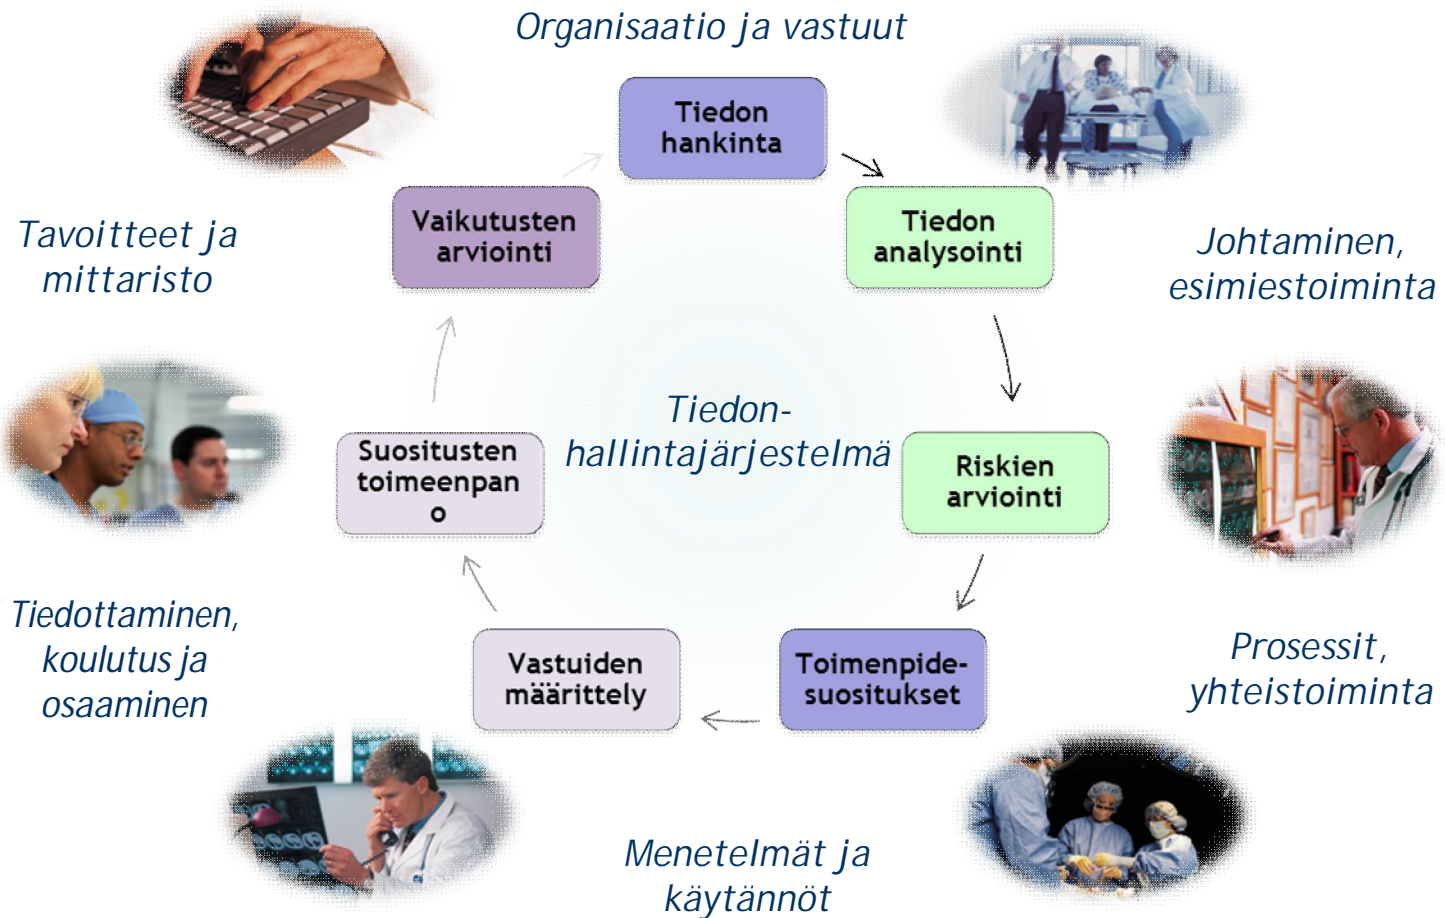 Organisaatio ja vastuut
Tiedon
hankinta
Tiedon
analysointi
Vaikutusten
arviointi
Tavoitteet ja
mittaristo
Johtaminen,
esimiestoiminta
Tiedon-
hallintajärjestelmä
Suositusten
toimeenpan
o
Riskien
arviointi
Tiedottaminen,
koulutus ja
osaaminen
Vastuiden
määrittely
Toimenpide-
suositukset
Prosessit,
yhteistoiminta
Menetelmät ja
käytännöt